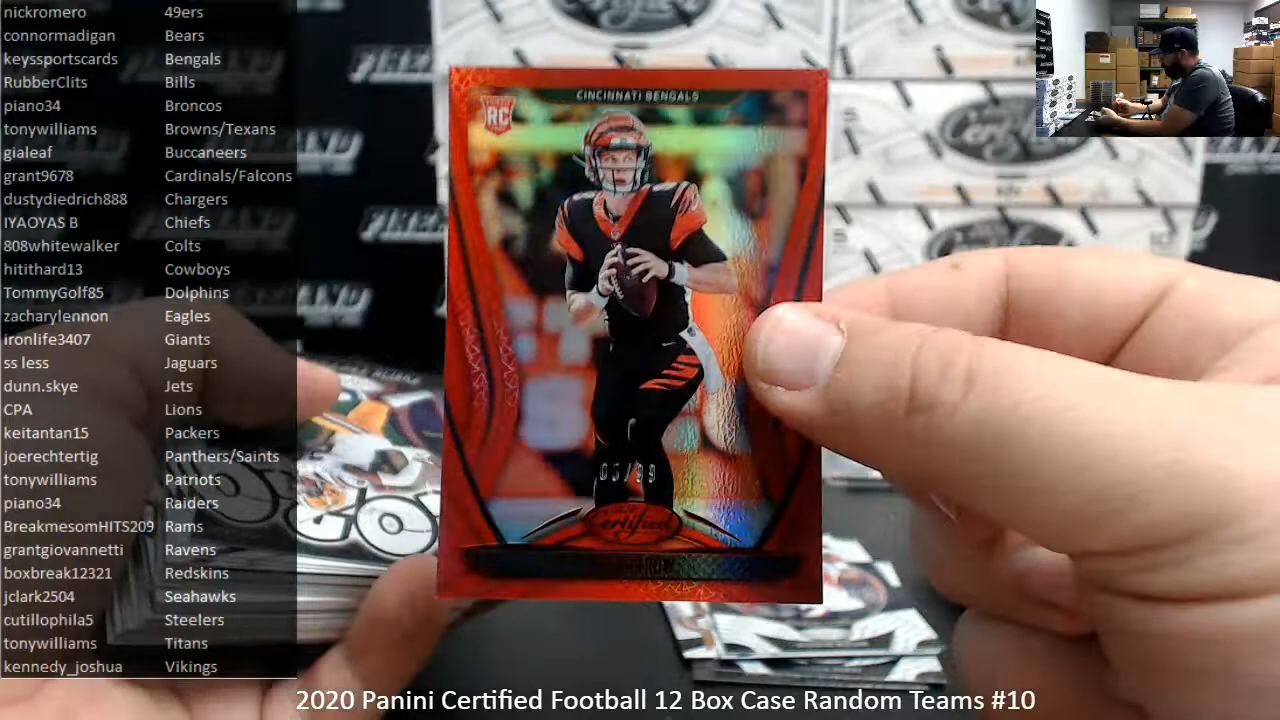 nickromero 49ers
connormadigan Bears
keyssportscards Bengals
RubberClits Bills
piano34 Broncos
tonywilliams Browns/Texans
gialeaf Buccaneers
grant9678 Cardinals/Falcons
dustydiedrich888 Chargers
IYAOYAS B Chiefs
808whitewalker Colts
hitithard13 Cowboys
TommyGolf85 Dolphins
zacharylennon Eagles
ironlife3407 Giants
ss less Jaguars
dunn.skye Jets
CPA Lions
keitantan15 Packers
joerechtertig Panthers/Saints
tonywilliams Patriots
piano34 Raiders
BreakmesomHITS209 Rams
grantgiovannetti Ravens
boxbreak12321 Redskins
jclark2504 Seahawks
cutillophila5 Steelers
tonywilliams Titans
kennedy_joshua Vikings
CINCINNATI BENGALS
RC
Certified
Certified
2020 Panini Certified Football 12 Box Case Random Teams #10